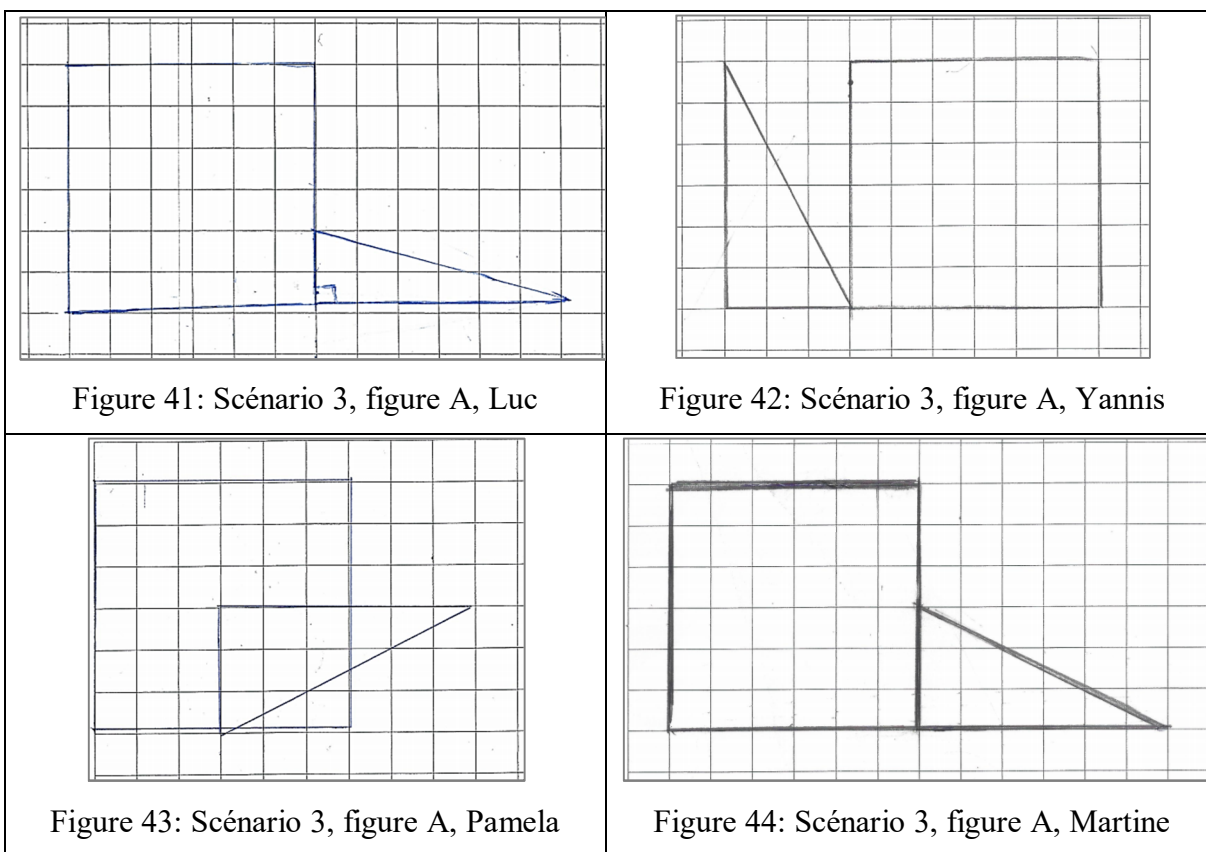 Figure 41: Scénario 3, figure A, Luc
Figure 42: Scénario 3, figure A, Yannis
Figure 43: Scénario 3, figure A, Pamela
Figure 44: Scénario 3, figure A, Martine